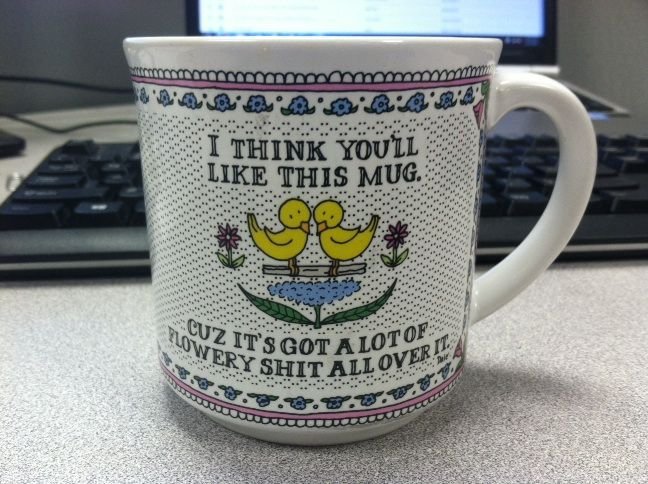 I THINK YOU'LL
LIKE THIS MUG.
CUZ IT'S GOT A LOT OF
FLOWERY SHIT ALL OVER IT.